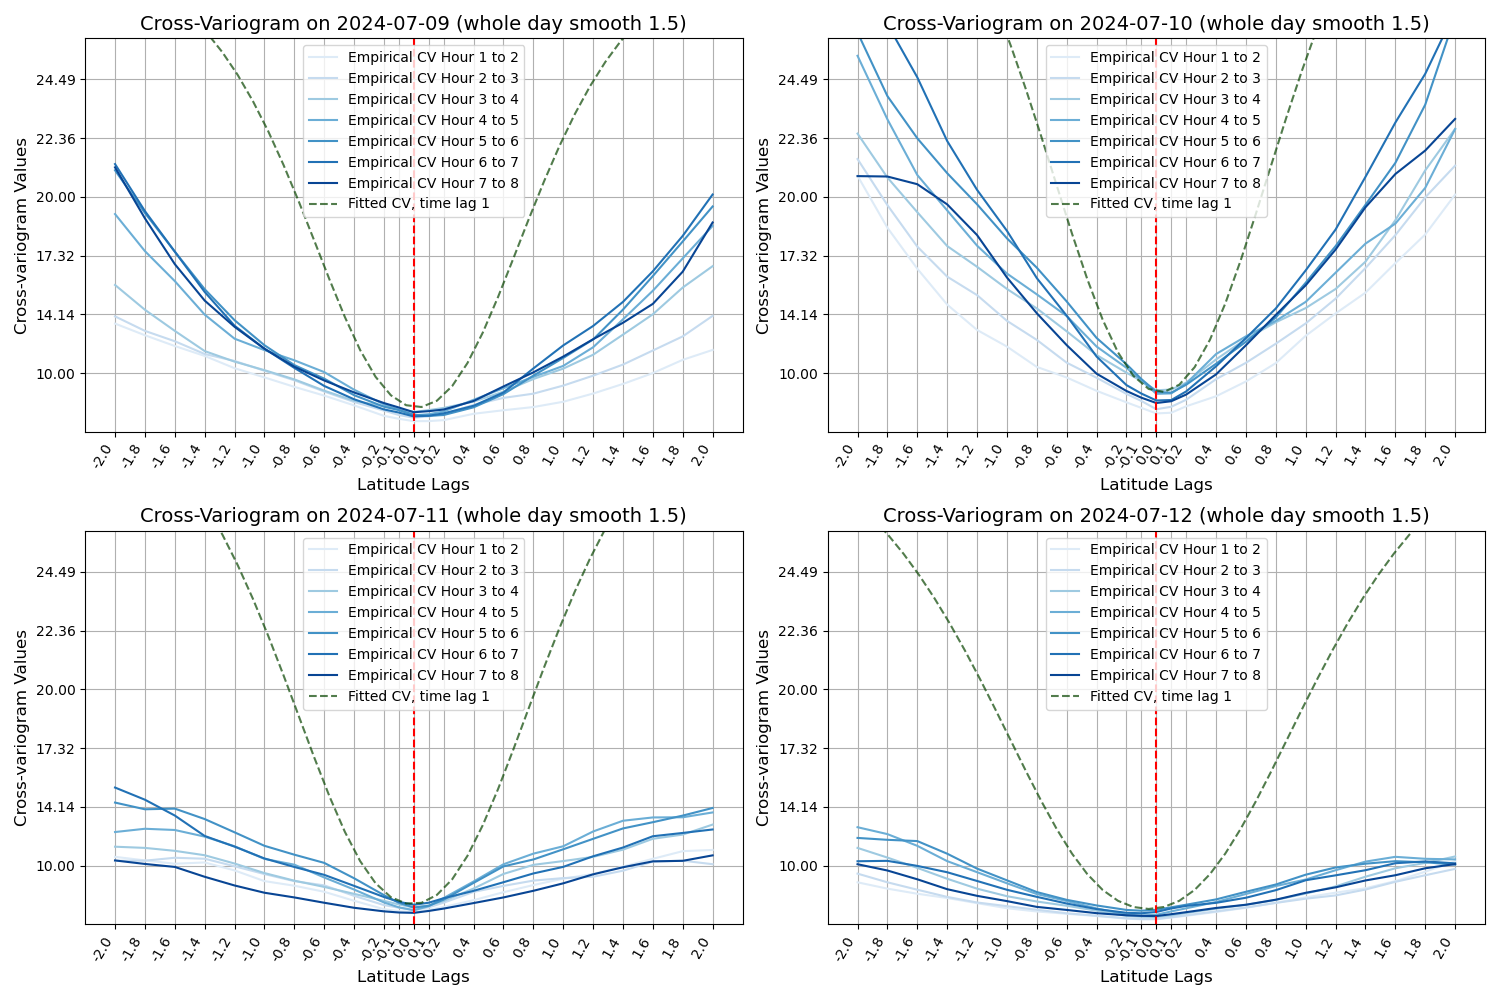 Cross-Variogram on 2024-07-09 (whole day smooth 1.5)
Cross-variogram Values
24.49
22.36
20.00
17.32
14.14
10.00
Empirical CV Hour 1 to 2
Empirical CV Hour 2 to 3
Empirical CV Hour 3 to 4
Empirical CV Hour 4 to 5
Empirical CV Hour 5 to 6
Empirical CV Hour 6 to 7
Empirical CV Hour 7 to 8
Fitted CV, time lag 1
-2.0 -1.8 -1.6 -1.4 -1.2 -1.0 -0.8 -0.6 -0.4 -0.2 -0.1 0.0 0.1 0.2 0.4 0.6 0.8 1.0 1.2 1.4 1.6 1.8 2.0
Latitude Lags
Cross-Variogram on 2024-07-10 (whole day smooth 1.5)
Cross-variogram Values
24.49
22.36
20.00
17.32
14.14
10.00
Empirical CV Hour 1 to 2
Empirical CV Hour 2 to 3
Empirical CV Hour 3 to 4
Empirical CV Hour 4 to 5
Empirical CV Hour 5 to 6
Empirical CV Hour 6 to 7
Empirical CV Hour 7 to 8
Fitted CV, time lag 1
-2.0 -1.8 -1.6 -1.4 -1.2 -1.0 -0.8 -0.6 -0.4 -0.2 -0.1 0.0 0.1 0.2 0.4 0.6 0.8 1.0 1.2 1.4 1.6 1.8 2.0
Latitude Lags
Cross-Variogram on 2024-07-11 (whole day smooth 1.5)
Cross-variogram Values
24.49
22.36
20.00
17.32
14.14
10.00
Empirical CV Hour 1 to 2
Empirical CV Hour 2 to 3
Empirical CV Hour 3 to 4
Empirical CV Hour 4 to 5
Empirical CV Hour 5 to 6
Empirical CV Hour 6 to 7
Empirical CV Hour 7 to 8
Fitted CV, time lag 1
-2.0 -1.8 -1.6 -1.4 -1.2 -1.0 -0.8 -0.6 -0.4 -0.2 -0.1 0.0 0.1 0.2 0.4 0.6 0.8 1.0 1.2 1.4 1.6 1.8 2.0
Latitude Lags
Cross-Variogram on 2024-07-12 (whole day smooth 1.5)
Cross-variogram Values
24.49
22.36
20.00
17.32
14.14
10.00
Empirical CV Hour 1 to 2
Empirical CV Hour 2 to 3
Empirical CV Hour 3 to 4
Empirical CV Hour 4 to 5
Empirical CV Hour 5 to 6
Empirical CV Hour 6 to 7
Empirical CV Hour 7 to 8
Fitted CV, time lag 1
-2.0 -1.8 -1.6 -1.4 -1.2 -1.0 -0.8 -0.6 -0.4 -0.2 -0.1 0.0 0.1 0.2 0.4 0.6 0.8 1.0 1.2 1.4 1.6 1.8 2.0
Latitude Lags